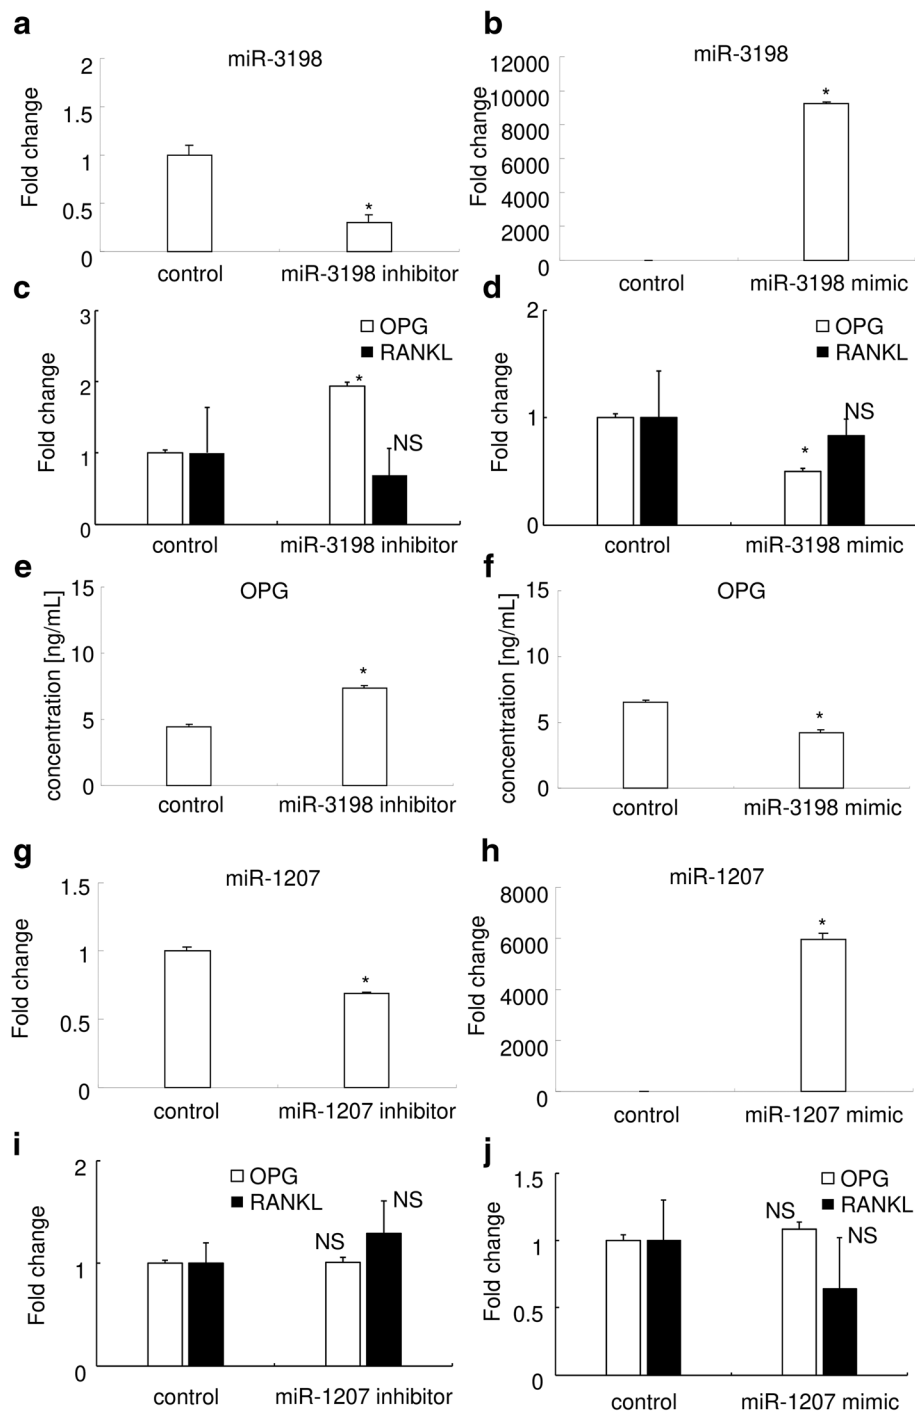 a
miR-3198
Fold change
2
1.5
1
0.5
0
*
control
miR-3198 inhibitor
b
miR-3198
Fold change
12000
10000
8000
6000
4000
2000
0
*
control
miR-3198 mimic
c
Fold change
3
2
1
0
OPG
RANKL
*
NS
control
miR-3198 inhibitor
d
Fold change
2
1
0
OPG
RANKL
*
NS
control
miR-3198 mimic
e
OPG
concentration [ng/mL]
15
10
5
0
*
control
miR-3198 inhibitor
f
OPG
concentration [ng/mL]
15
10
5
0
*
control
miR-3198 mimic
g
miR-1207
Fold change
1.5
1
0.5
0
*
control
miR-1207 inhibitor
h
miR-1207
Fold change
8000
6000
4000
2000
0
*
control
miR-1207 mimic
i
Fold change
2
1
0
OPG
RANKL
NS
NS
control
miR-1207 inhibitor
j
Fold change
1.5
1
0.5
0
OPG
RANKL
NS
NS
control
miR-1207 mimic